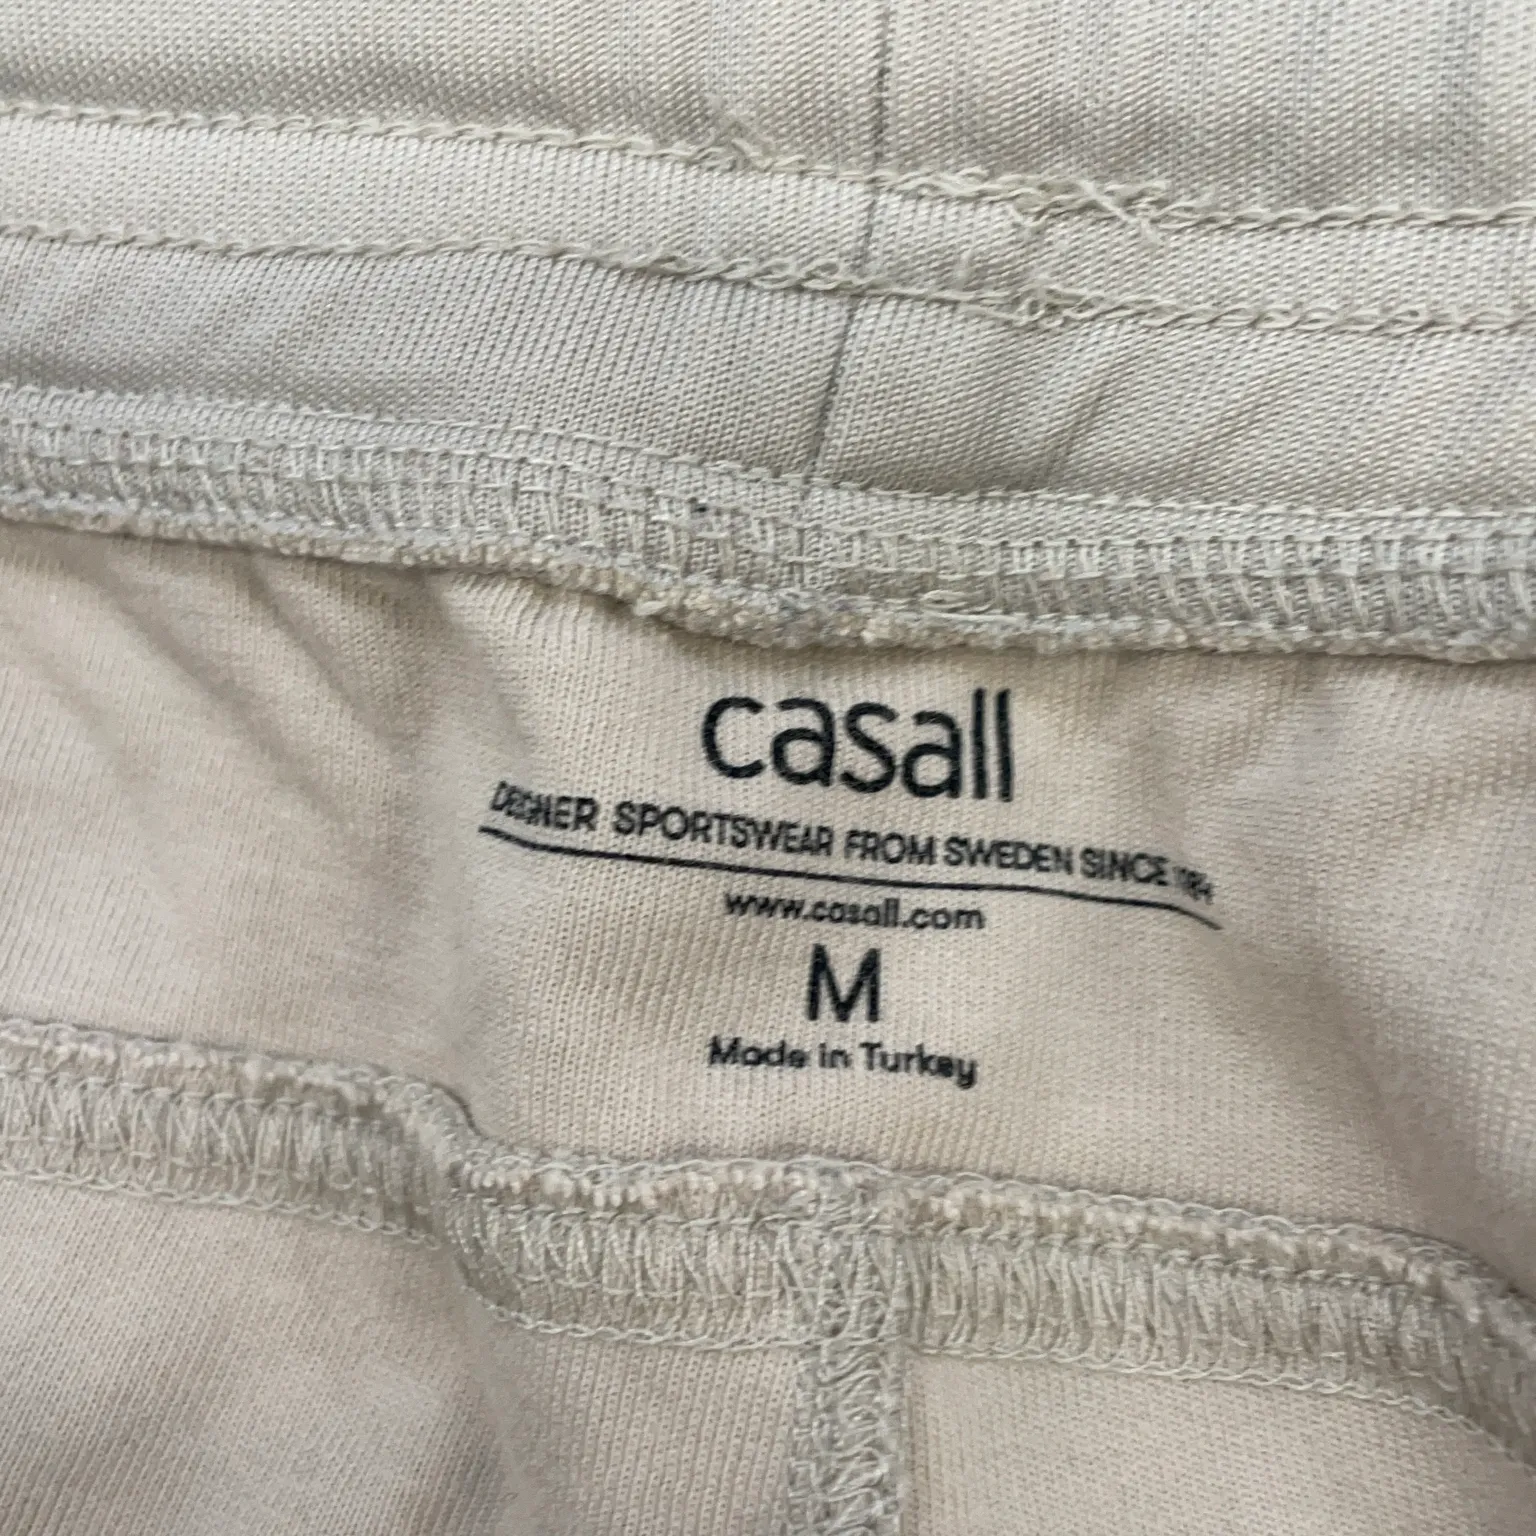 casall
SPORTSWEAR FROM SWEDEN SINCE
www.casall.com
M
Made in Turkey